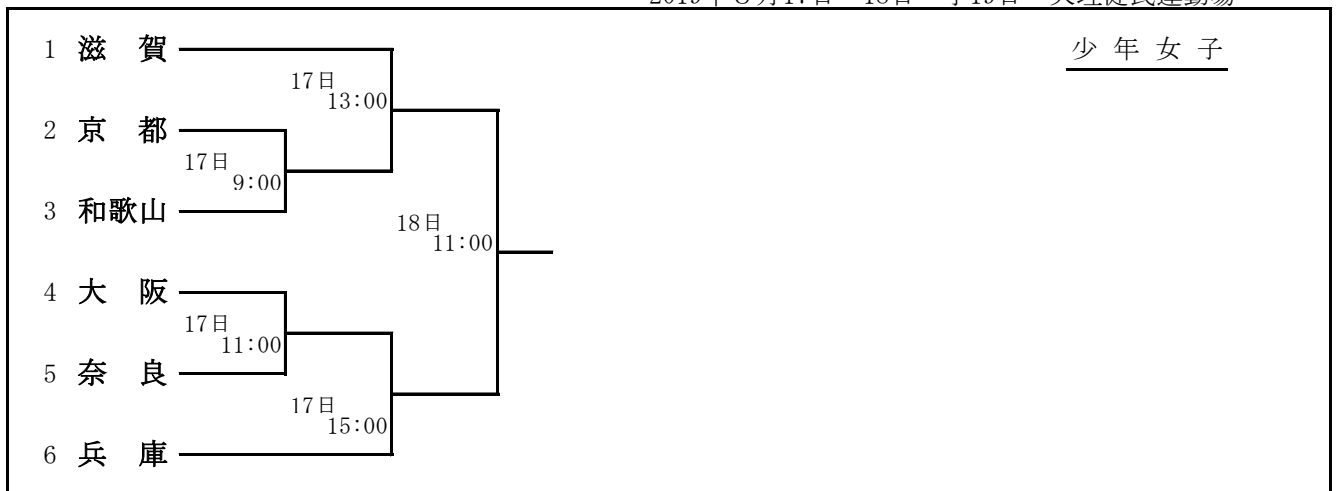 少年女子
1 滋賀
17日
13:00
2 京都
17日
9:00
3 和歌山
18日
11:00
4 大阪
17日
11:00
5 奈良
17日
15:00
6 兵庫